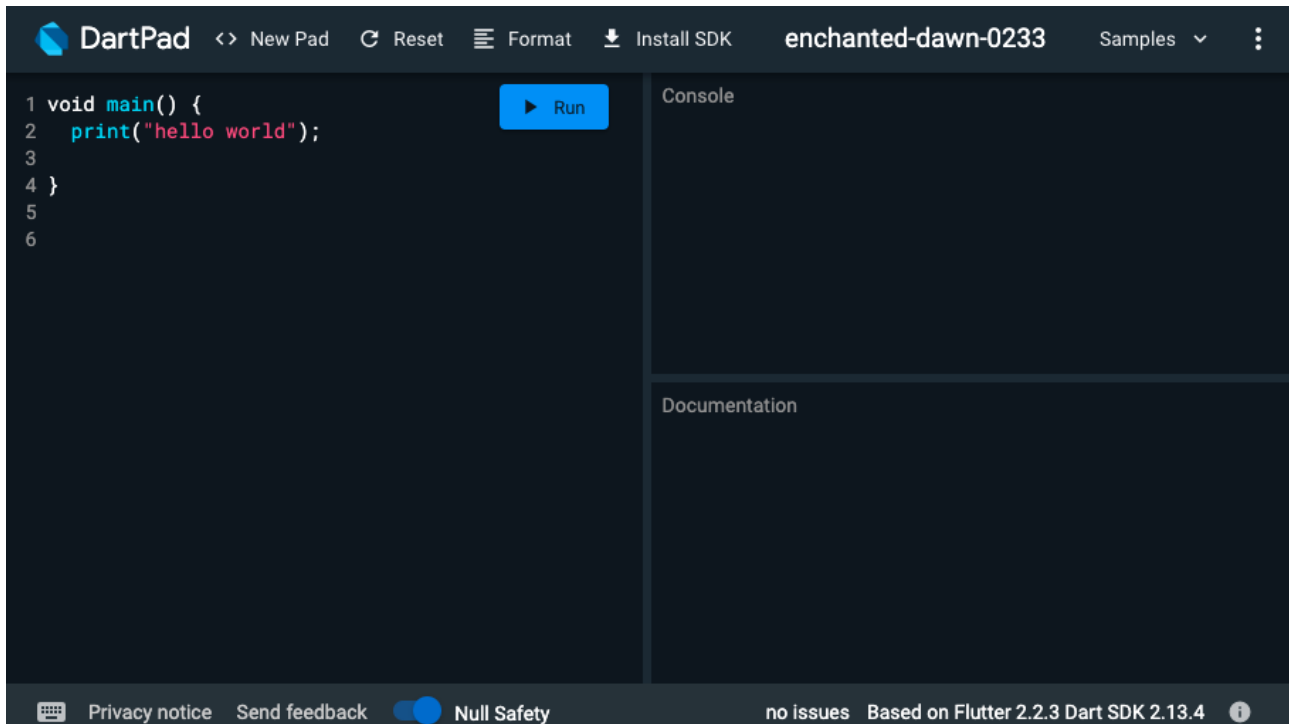 DartPad <> New Pad Reset Format Install SDK enchanted-dawn-0233 Samples
1 void main() {
2 print("hello world");
3
4 }
5
6
Run
Console
Documentation
Privacy notice Send feedback Null Safety no issues Based on Flutter 2.2.3 Dart SDK 2.13.4